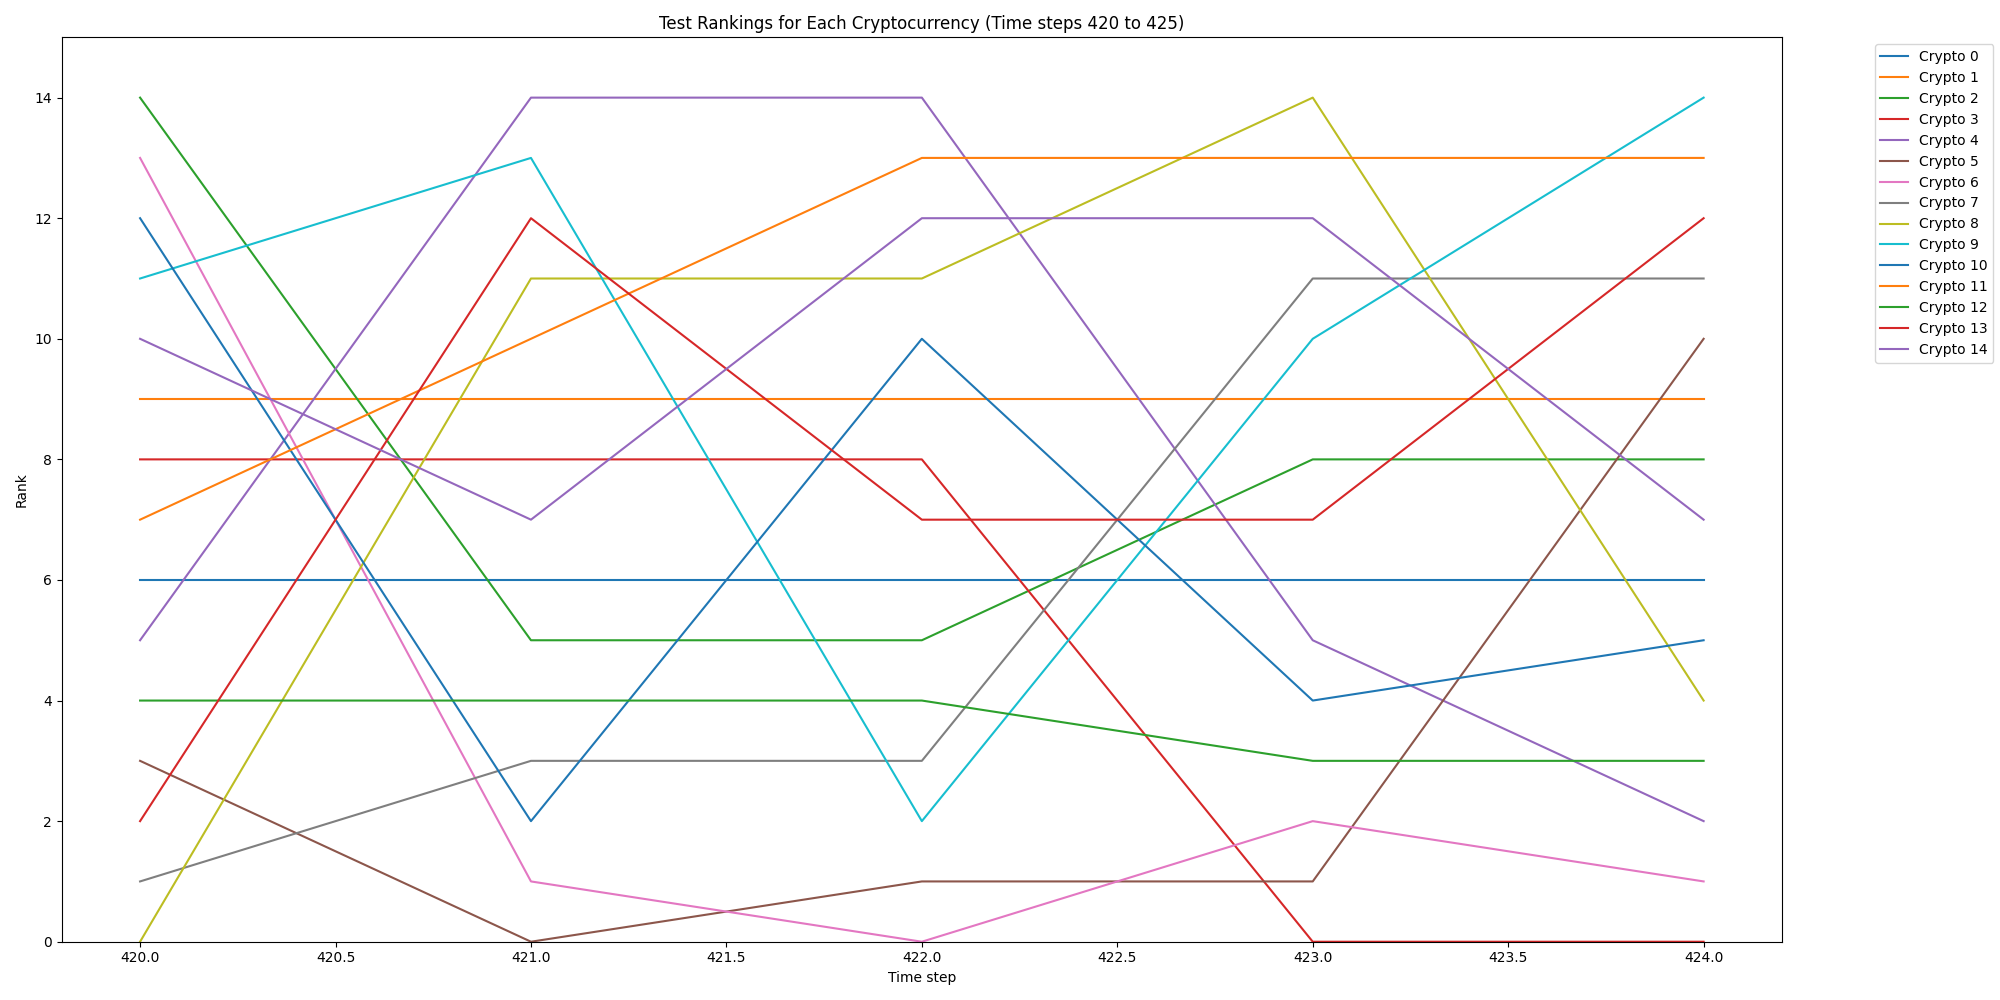 Test Rankings for Each Cryptocurrency (Time steps 420 to 425)
Rank
14
12
10
8
6
4
2
0
420.0 420.5 421.0 421.5 422.0 422.5 423.0 423.5 424.0
Time step
Crypto 0
Crypto 1
Crypto 2
Crypto 3
Crypto 4
Crypto 5
Crypto 6
Crypto 7
Crypto 8
Crypto 9
Crypto 10
Crypto 11
Crypto 12
Crypto 13
Crypto 14